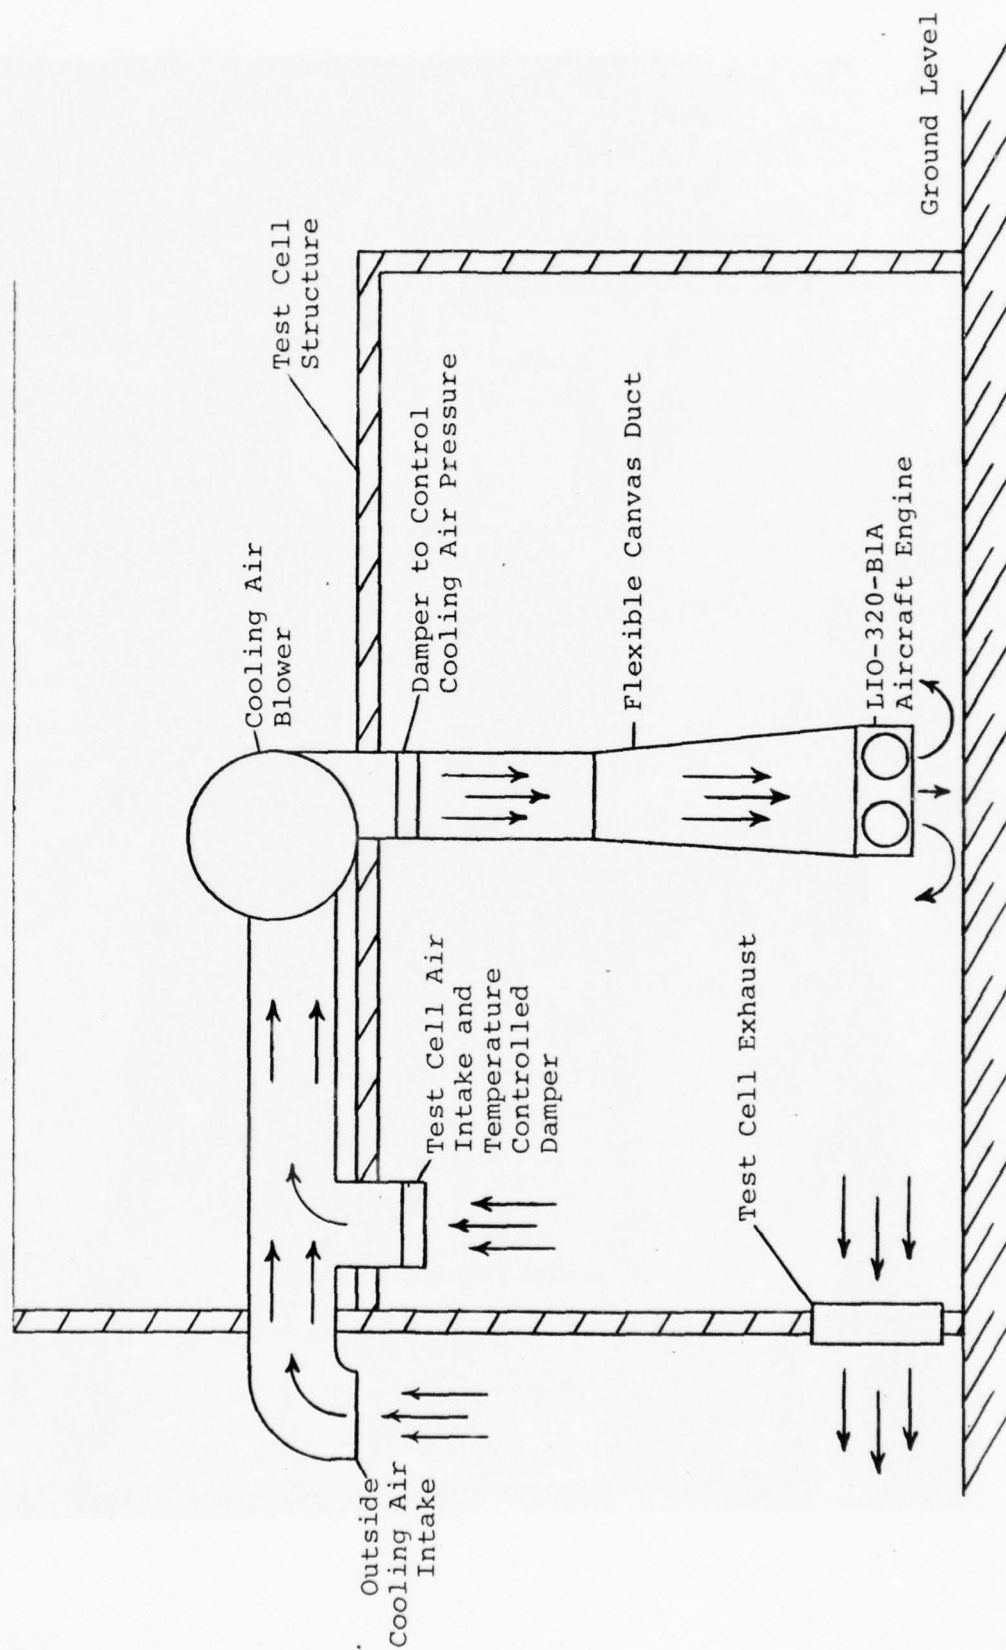 Test Cell
Structure
Cooling Air
Blower
Damper to Control
Cooling Air Pressure
Flexible Canvas Duct
LIO-320-B1A
Aircraft Engine
Ground Level
Test Cell Air
Intake and
Temperature
Controlled
Damper
Test Cell Exhaust
Outside
Cooling Air
Intake